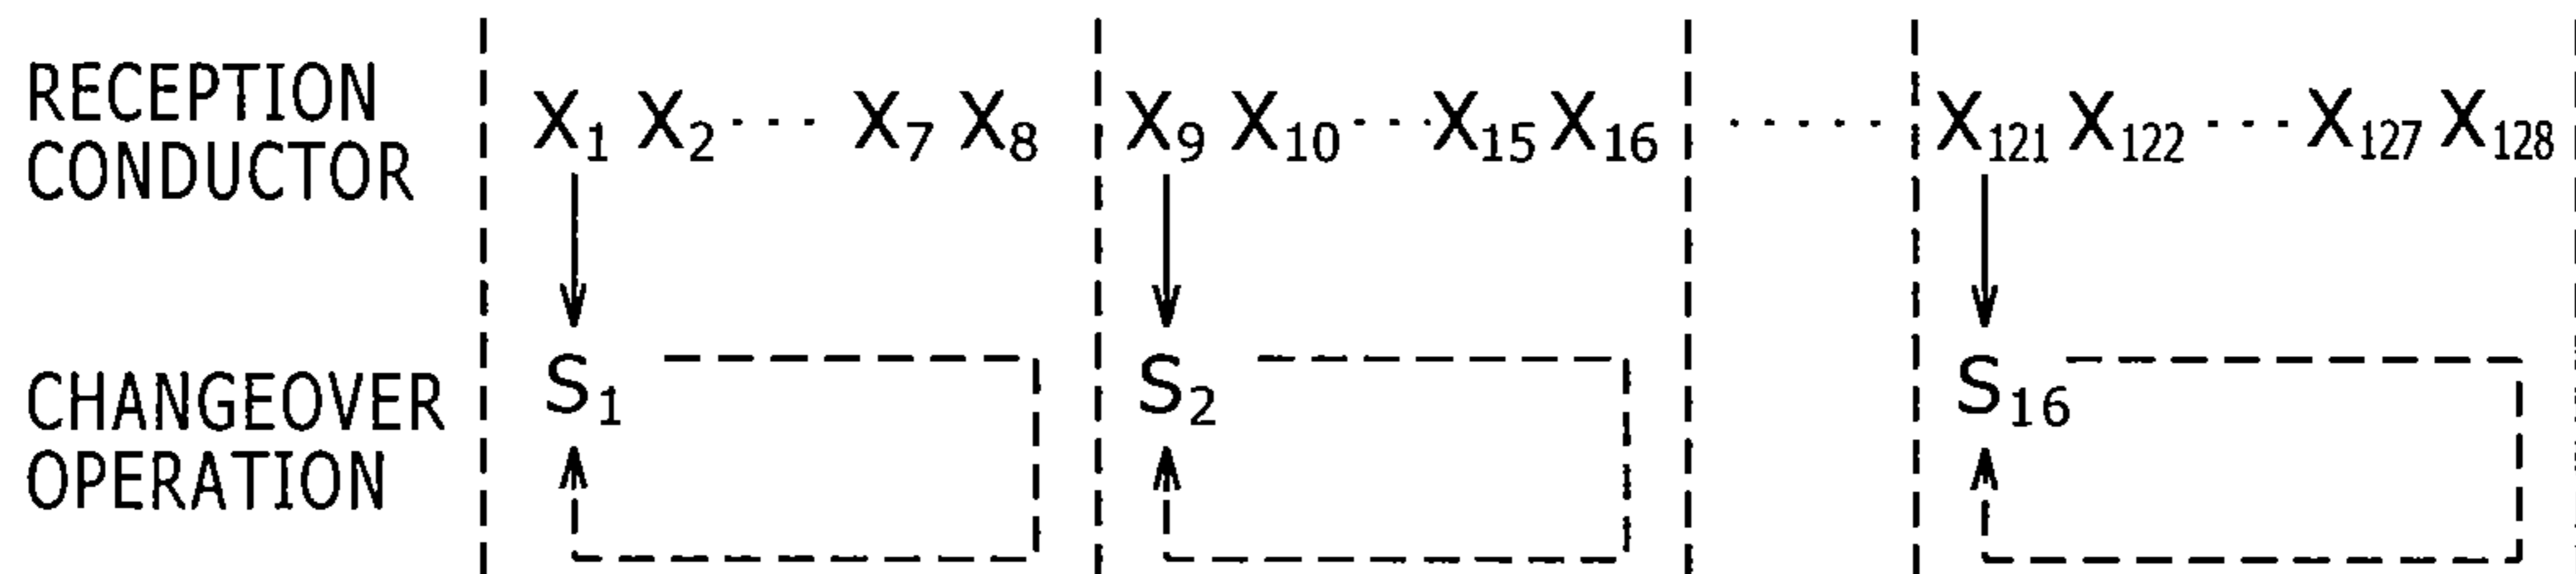 RECEPTION
CONDUCTOR
X₁ X₂ ··· X₇ X₈ X₉ X₁₀ ··· X₁₅ X₁₆ ····· X₁₂₁ X₁₂₂ ··· X₁₂₇ X₁₂₈
CHANGEOVER
OPERATION
S₁ S₂ S₁₆